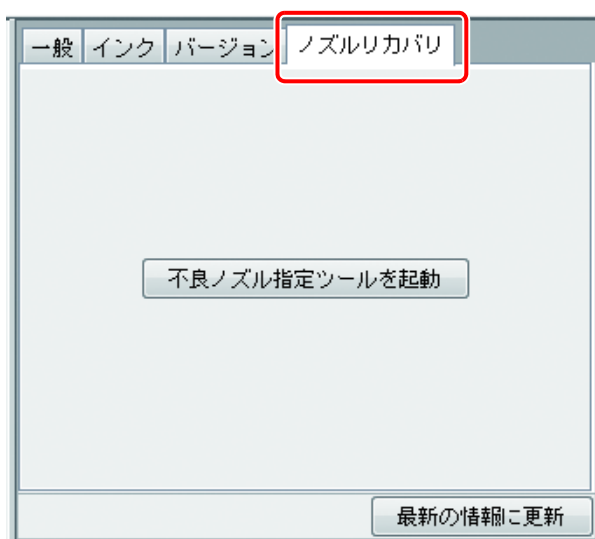 一般 インク バージョン ノズルリカバリ
不良ノズル指定ツールを起動
最新の情報に更新